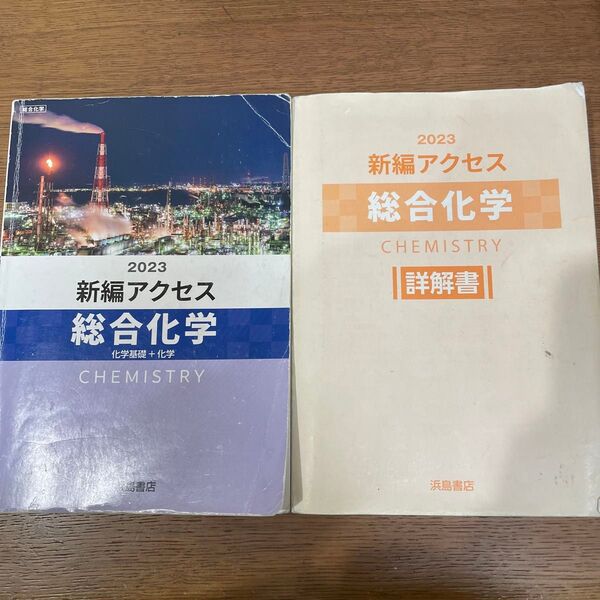 総合化学
2023
新編アクセス
総合化学
化学基礎+化学
CHEMISTRY
浜島書店
2023
新編アクセス
総合化学
CHEMISTRY
詳解書
浜島書店